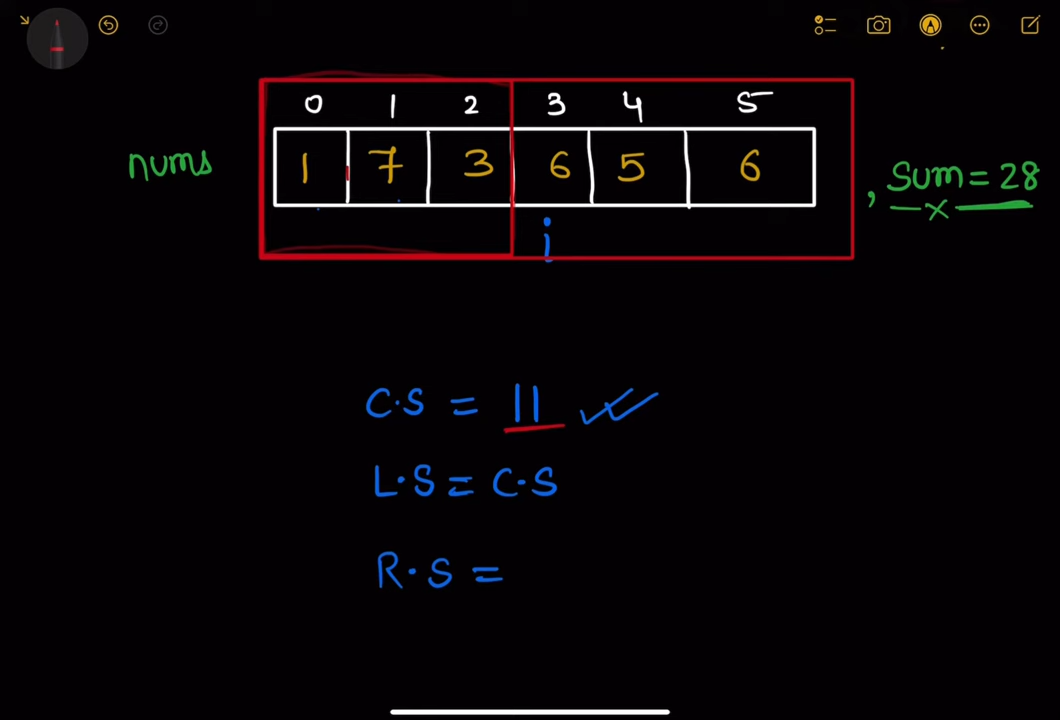 0 1 2 3 4 5
nums 1 7 3 6 5 6 , Sum = 28
x
i
C.S = 11
L.S = C.S
R.S =